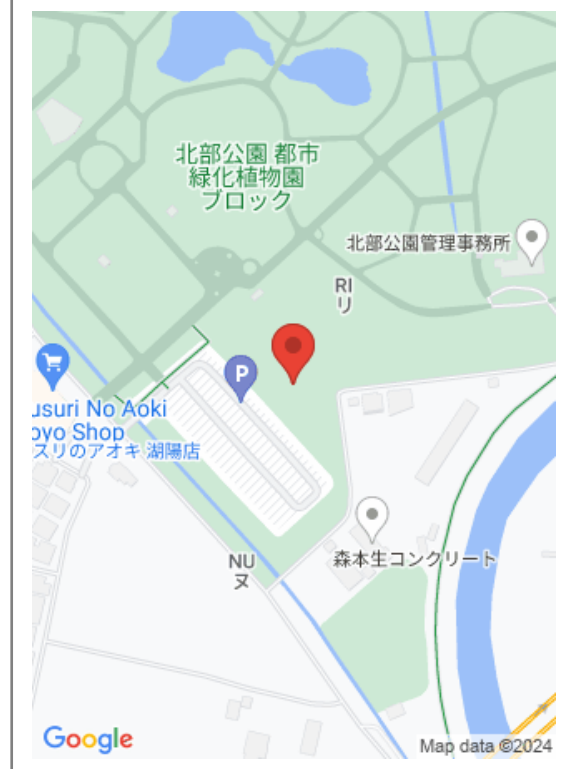 北部公園 都市
緑化植物園
ブロック
北部公園管理事務所
RI
リ
P
usuri No Aoki
oyo Shop
スリのアオキ 湖陽店
NU
ヌ
森本生コンクリート
Google
Map data ©2024